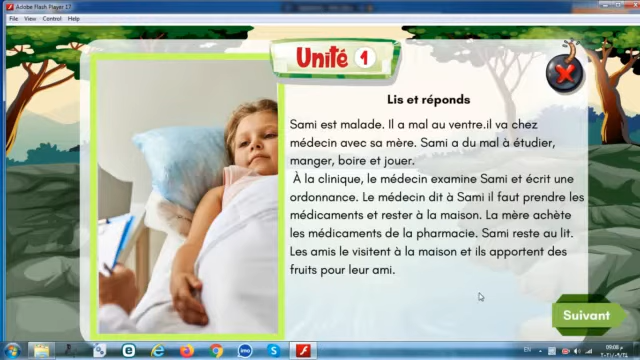 Adobe Flash Player 17
File View Control Help
Unité 1
Lis et réponds
Sami est malade. Il a mal au ventre.il va chez
médecin avec sa mère. Sami a du mal à étudier,
manger, boire et jouer.
À la clinique, le médecin examine Sami et écrit une
ordonnance. Le médecin dit à Sami il faut prendre les
médicaments et rester à la maison. La mère achète
les médicaments de la pharmacie. Sami reste au lit.
Les amis le visitent à la maison et ils apportent des
fruits pour leur ami.
Suivant
imo
EN